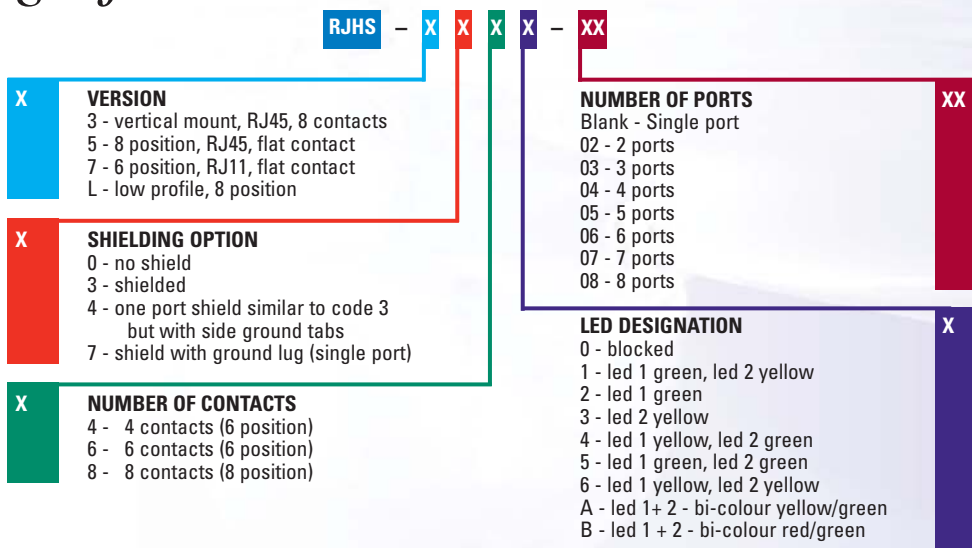 RJHS – X X X X – XX
X VERSION
3 - vertical mount, RJ45, 8 contacts
5 - 8 position, RJ45, flat contact
7 - 6 position, RJ11, flat contact
L - low profile, 8 position
X SHIELDING OPTION
0 - no shield
3 - shielded
4 - one port shield similar to code 3
but with side ground tabs
7 - shield with ground lug (single port)
X NUMBER OF CONTACTS
4 - 4 contacts (6 position)
6 - 6 contacts (6 position)
8 - 8 contacts (8 position)
NUMBER OF PORTS XX
Blank - Single port
02 - 2 ports
03 - 3 ports
04 - 4 ports
05 - 5 ports
06 - 6 ports
07 - 7 ports
08 - 8 ports
LED DESIGNATION X
0 - blocked
1 - led 1 green, led 2 yellow
2 - led 1 green
3 - led 2 yellow
4 - led 1 yellow, led 2 green
5 - led 1 green, led 2 green
6 - led 1 yellow, led 2 yellow
A - led 1+ 2 - bi-colour yellow/green
B - led 1 + 2 - bi-colour red/green